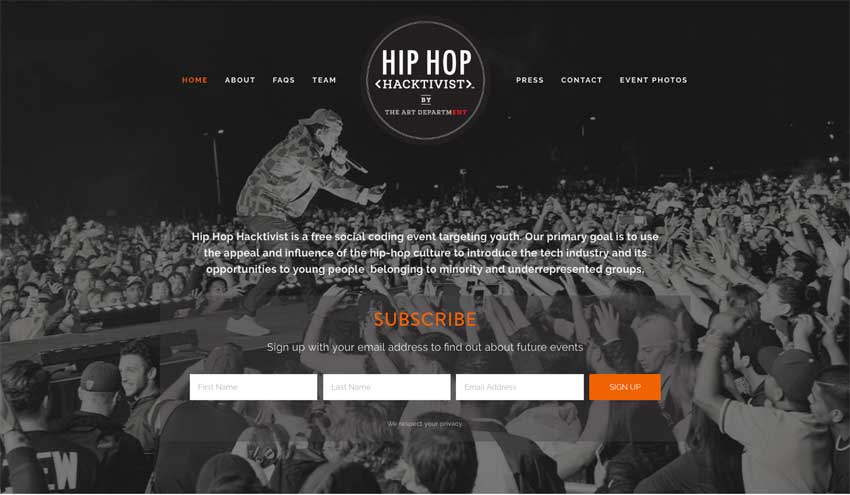 HOME ABOUT FAQS TEAM
HIP HOP
<HACKTIVIST>
BY
THE ART DEPARTMENT
PRESS CONTACT EVENT PHOTOS
Hip Hop Hacktivist is a free social coding event targeting youth. Our primary goal is to use
the appeal and influence of the hip-hop culture to introduce the tech industry and its
opportunities to young people belonging to minority and underrepresented groups.
SUBSCRIBE
Sign up with your email address to find out about future events
First Name Last Name Email Address SIGN UP
We respect your privacy.